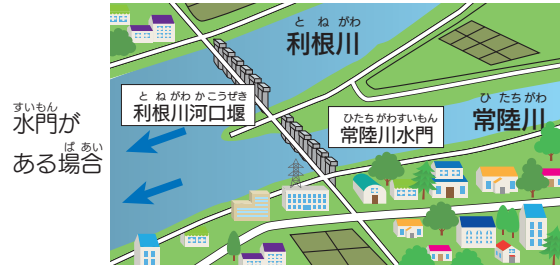 すいもん
水門が
ば あい
ある場合
と ね がわ
利根川
と ね がわ か こうぜき
利根川河口堰
ひたちがわすいもん
常陸川水門
ひ たちがわ
常陸川